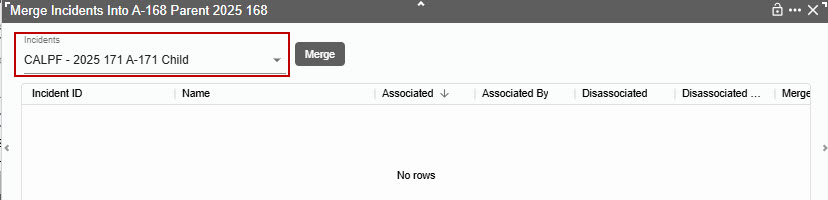 Merge Incidents Into A-168 Parent 2025 168
Incidents
CALPF - 2025 171 A-171 Child
Merge
Incident ID Name Associated Associated By Disassociated Disassociated ... Merge
No rows